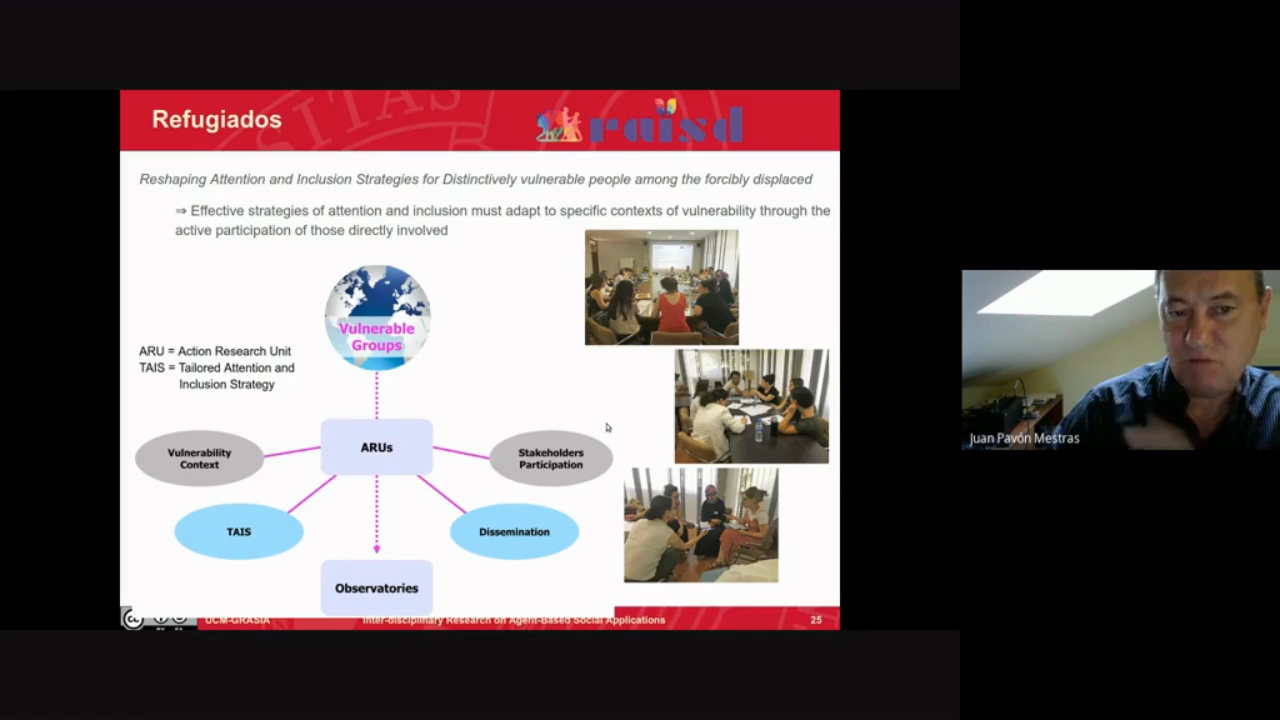 Refugiados
raisd
Reshaping Attention and Inclusion Strategies for Distinctively vulnerable people among the forcibly displaced
⇒ Effective strategies of attention and inclusion must adapt to specific contexts of vulnerability through the
active participation of those directly involved
Vulnerable
Groups
ARU = Action Research Unit
TAIS = Tailored Attention and
Inclusion Strategy
Vulnerability
Context
ARUs
Stakeholders
Participation
TAIS
Dissemination
Observatories
UCM-GRASIA
Inter-disciplinary Research on Agent-Based Social Applications
25
Juan Pavón Mestras